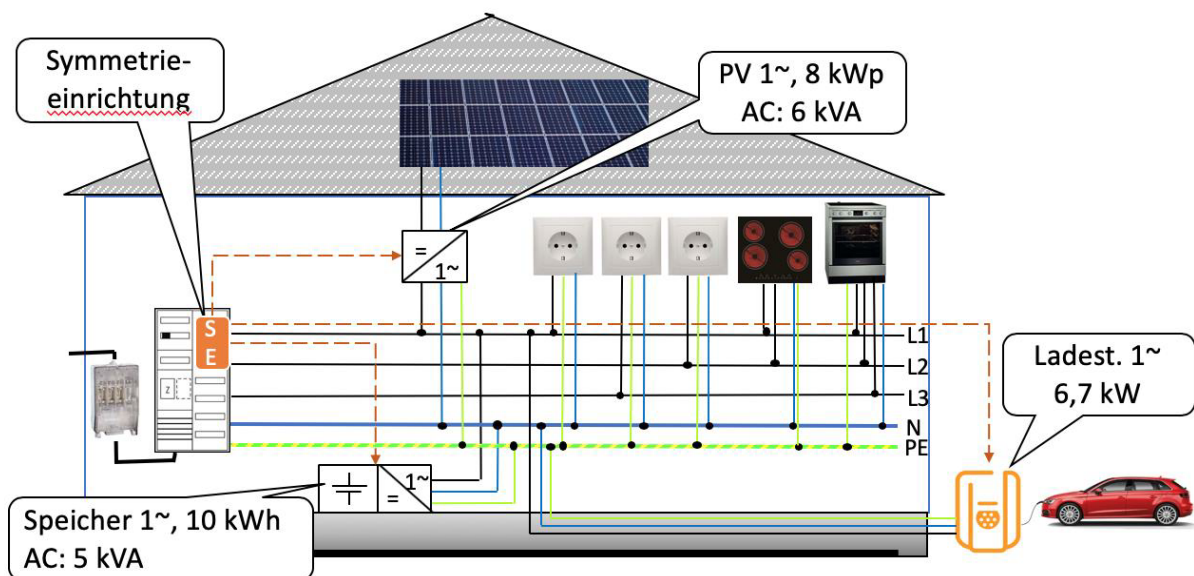 Symmetrie-
einrichtung
PV 1~, 8 kWp
AC: 6 kVA
=
1~
S
E
Z
L1
L2
L3
N
PE
Ladest. 1~
6,7 kW
1~
=
Speicher 1~, 10 kWh
AC: 5 kVA